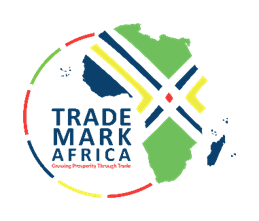 TRADE
MARK
AFRICA
Growing Prosperity Through Trade